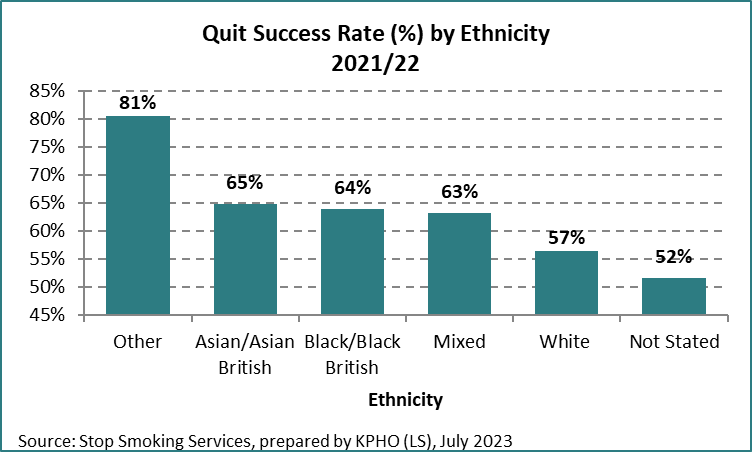 Quit Success Rate (%) by Ethnicity
2021/22
85%
80%
75%
70%
65%
60%
55%
50%
45%
81%
65%
64%
63%
57%
52%
Other
Asian/Asian British
Black/Black British
Mixed
White
Not Stated
Ethnicity
Source: Stop Smoking Services, prepared by KPHO (LS), July 2023